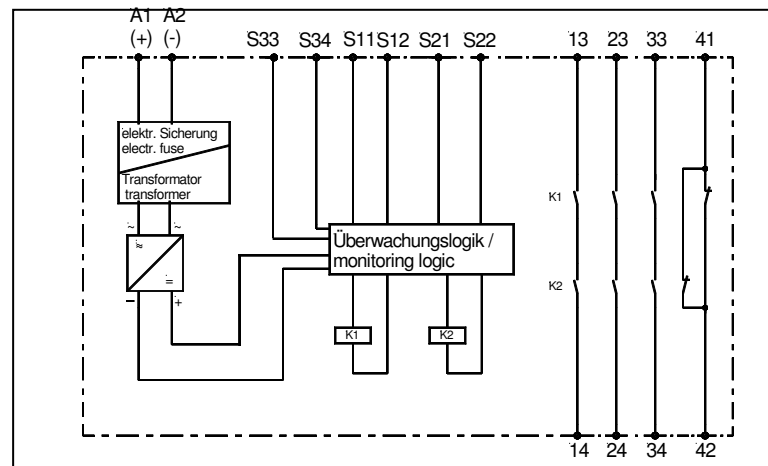 A1 A2
(+) (-) S33 S34 S11 S12 S21 S22 13 23 33 41
elektr. Sicherung
electr. fuse
Transformator
transformer
~ ~
≈
=
− +
Überwachungslogik /
monitoring logic
K1 K2
K1
K2
14 24 34 42